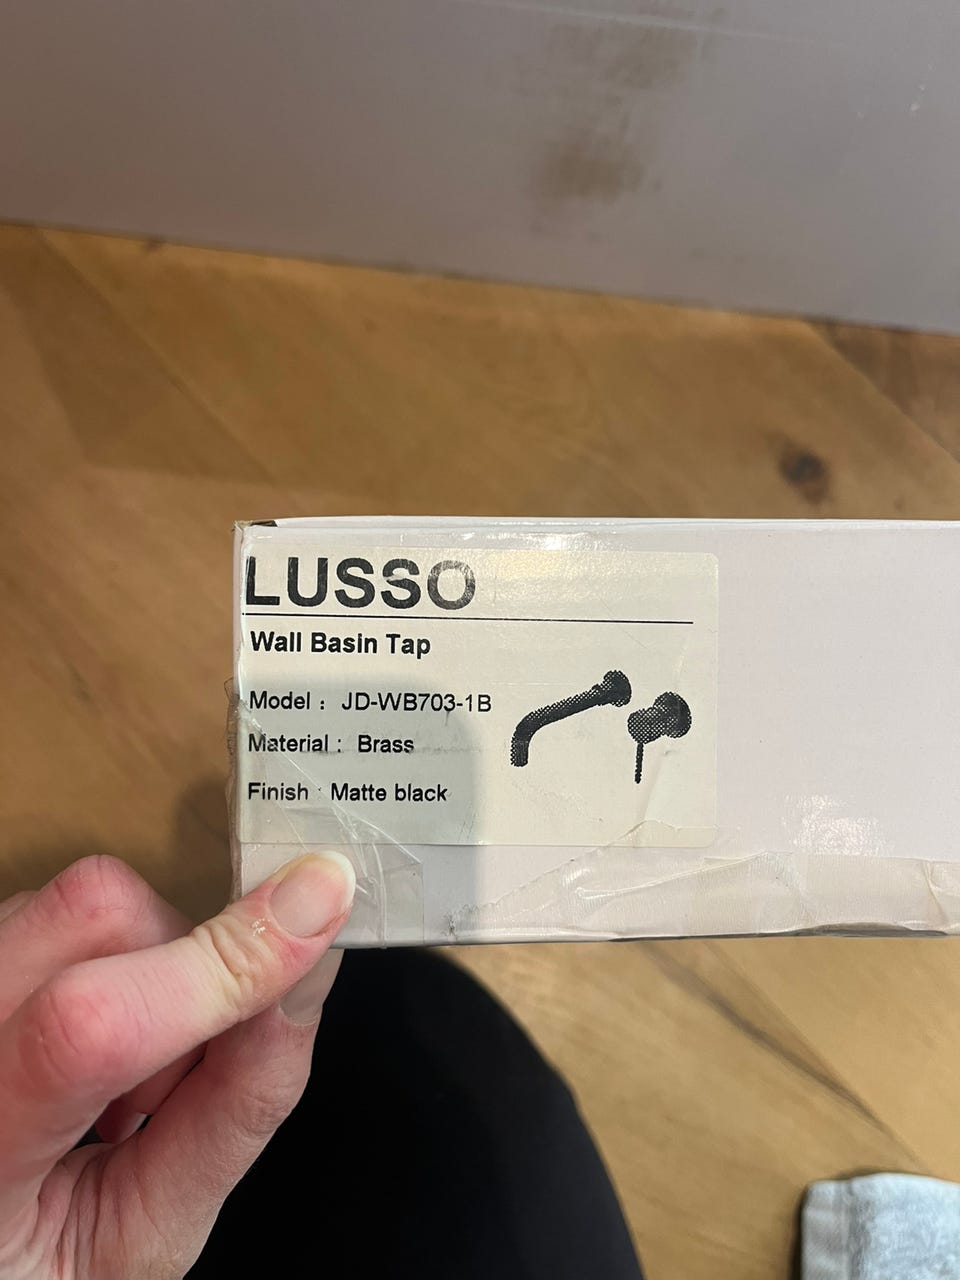 LUSSO
Wall Basin Tap
Model : JD-WB703-1B
Material : Brass
Finish : Matte black